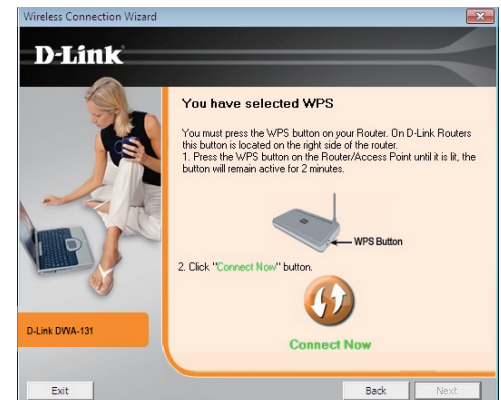 Wireless Connection Wizard
D-Link
You have selected WPS
You must press the WPS button on your Router. On D-Link Routers
this button is located on the right side of the router.
1. Press the WPS button on the Router/Access Point until it is lit, the
button will remain active for 2 minutes.
WPS Button
2. Click "Connect Now" button.
D-Link DWA-131
Connect Now
Exit
Back
Next